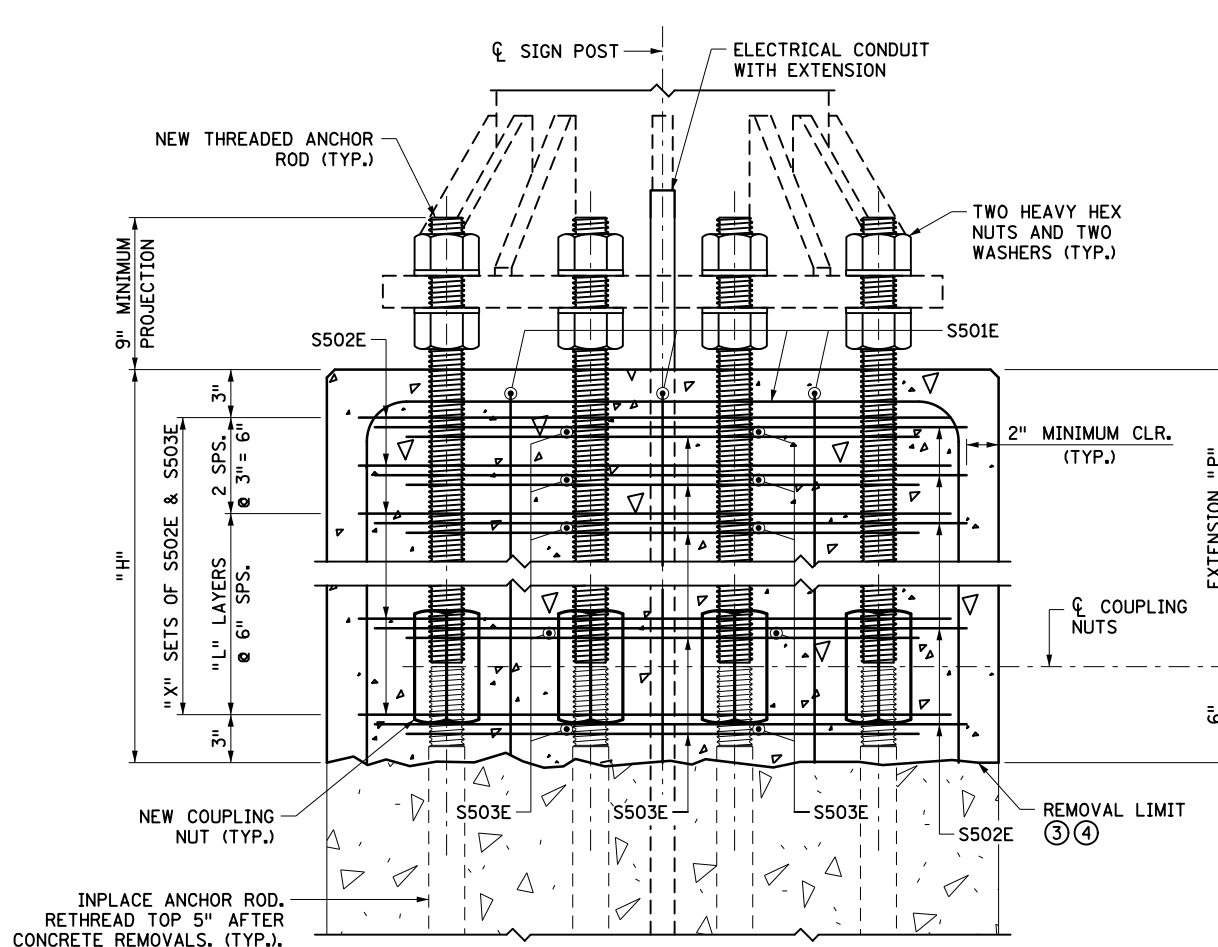 ℄ SIGN POST
ELECTRICAL CONDUIT
WITH EXTENSION
NEW THREADED ANCHOR
ROD (TYP.)
TWO HEAVY HEX
NUTS AND TWO
WASHERS (TYP.)
9" MINIMUM
PROJECTION
S502E
S501E
"H"
"X" SETS OF S502E & S503E
3"
2 SPS.
@ 3" = 6"
"L" LAYERS
@ 6" SPS.
3"
2" MINIMUM CLR.
(TYP.)
EXTENSION "P"
℄ COUPLING
NUTS
6"
NEW COUPLING
NUT (TYP.)
S503E
S503E
S503E
S502E
REMOVAL LIMIT
③④
INPLACE ANCHOR ROD.
RETHREAD TOP 5" AFTER
CONCRETE REMOVALS. (TYP.).